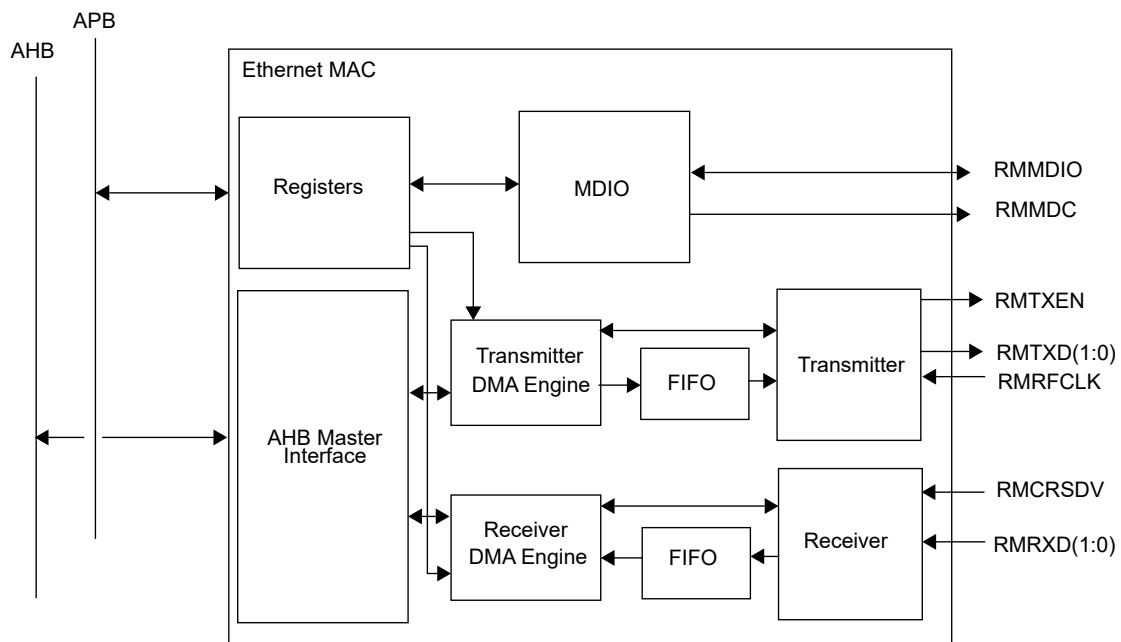 APB
AHB
Ethernet MAC
Registers
MDIO
RMMDIO
RMMDC
RMTXEN
Transmitter
DMA Engine
FIFO
Transmitter
RMTXD(1:0)
RMRFCLK
AHB Master
Interface
RMCRSDV
Receiver
DMA Engine
FIFO
Receiver
RMRXD(1:0)